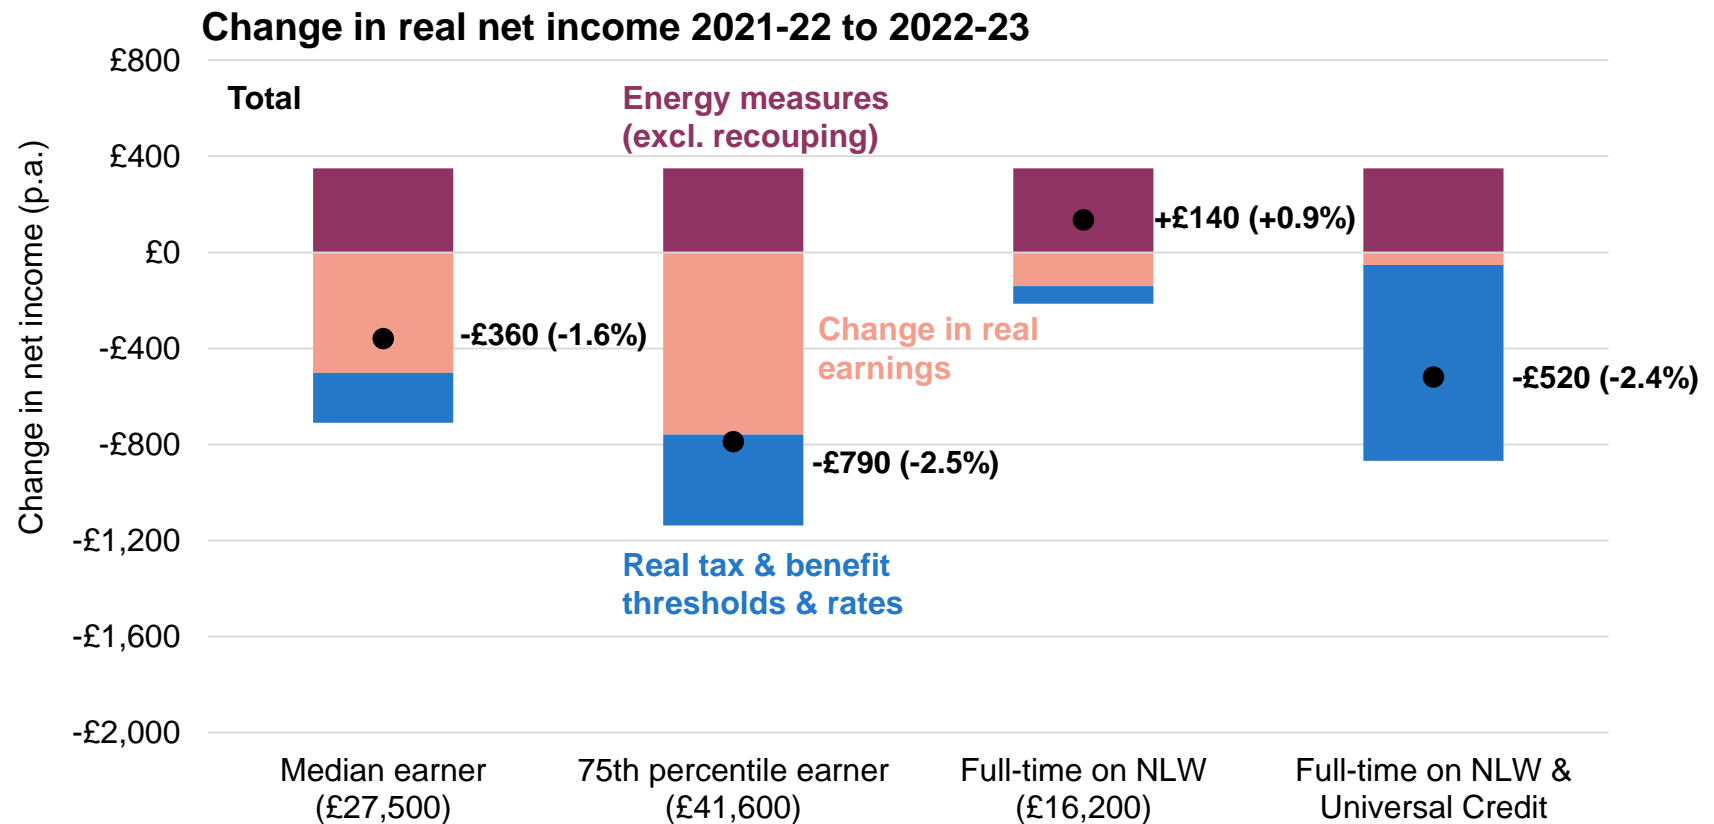 Change in real net income 2021-22 to 2022-23
Change in net income (p.a.)
£800
£400
£0
-£400
-£800
-£1,200
-£1,600
-£2,000
Total
Energy measures
(excl. recouping)
+£140 (+0.9%)
-£360 (-1.6%)
Change in real
earnings
-£520 (-2.4%)
-£790 (-2.5%)
Real tax & benefit
thresholds & rates
Median earner
(£27,500)
75th percentile earner
(£41,600)
Full-time on NLW
(£16,200)
Full-time on NLW &
Universal Credit